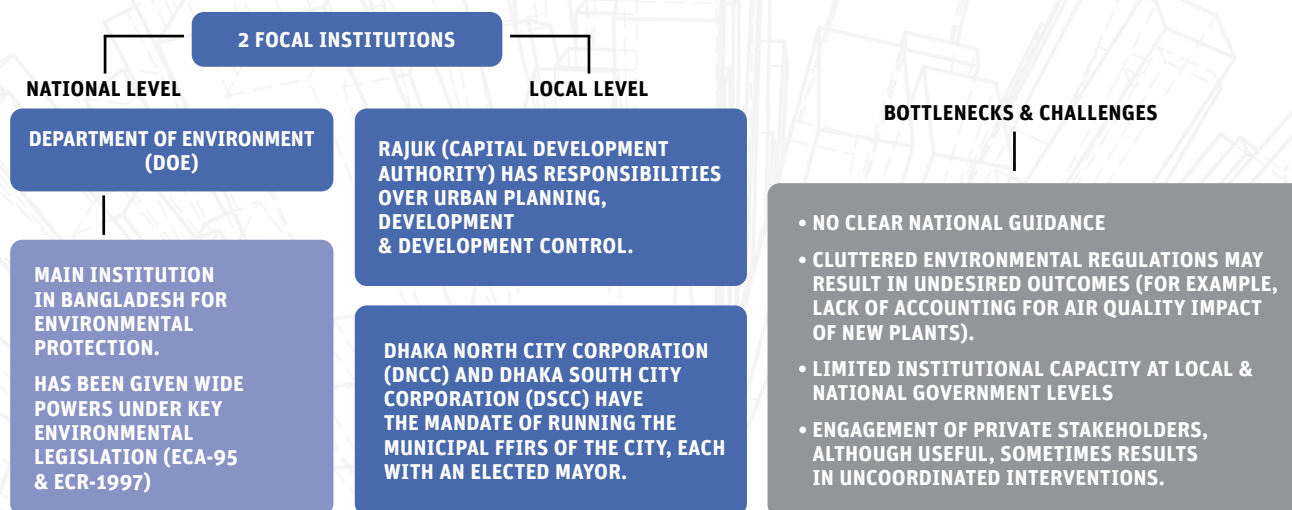 2 FOCAL INSTITUTIONS
NATIONAL LEVEL
DEPARTMENT OF ENVIRONMENT
(DOE)
MAIN INSTITUTION
IN BANGLADESH FOR
ENVIRONMENTAL
PROTECTION.
HAS BEEN GIVEN WIDE
POWERS UNDER KEY
ENVIRONMENTAL
LEGISLATION (ECA-95
& ECR-1997)
LOCAL LEVEL
RAJUK (CAPITAL DEVELOPMENT
AUTHORITY) HAS RESPONSIBILITIES
OVER URBAN PLANNING,
DEVELOPMENT
& DEVELOPMENT CONTROL.
DHAKA NORTH CITY CORPORATION
(DNCC) AND DHAKA SOUTH CITY
CORPORATION (DSCC) HAVE
THE MANDATE OF RUNNING THE
MUNICIPAL FFIRS OF THE CITY, EACH
WITH AN ELECTED MAYOR.
BOTTLENECKS & CHALLENGES
• NO CLEAR NATIONAL GUIDANCE
• CLUTTERED ENVIRONMENTAL REGULATIONS MAY
RESULT IN UNDESIRED OUTCOMES (FOR EXAMPLE,
LACK OF ACCOUNTING FOR AIR QUALITY IMPACT
OF NEW PLANTS).
• LIMITED INSTITUTIONAL CAPACITY AT LOCAL &
NATIONAL GOVERNMENT LEVELS
• ENGAGEMENT OF PRIVATE STAKEHOLDERS,
ALTHOUGH USEFUL, SOMETIMES RESULTS
IN UNCOORDINATED INTERVENTIONS.